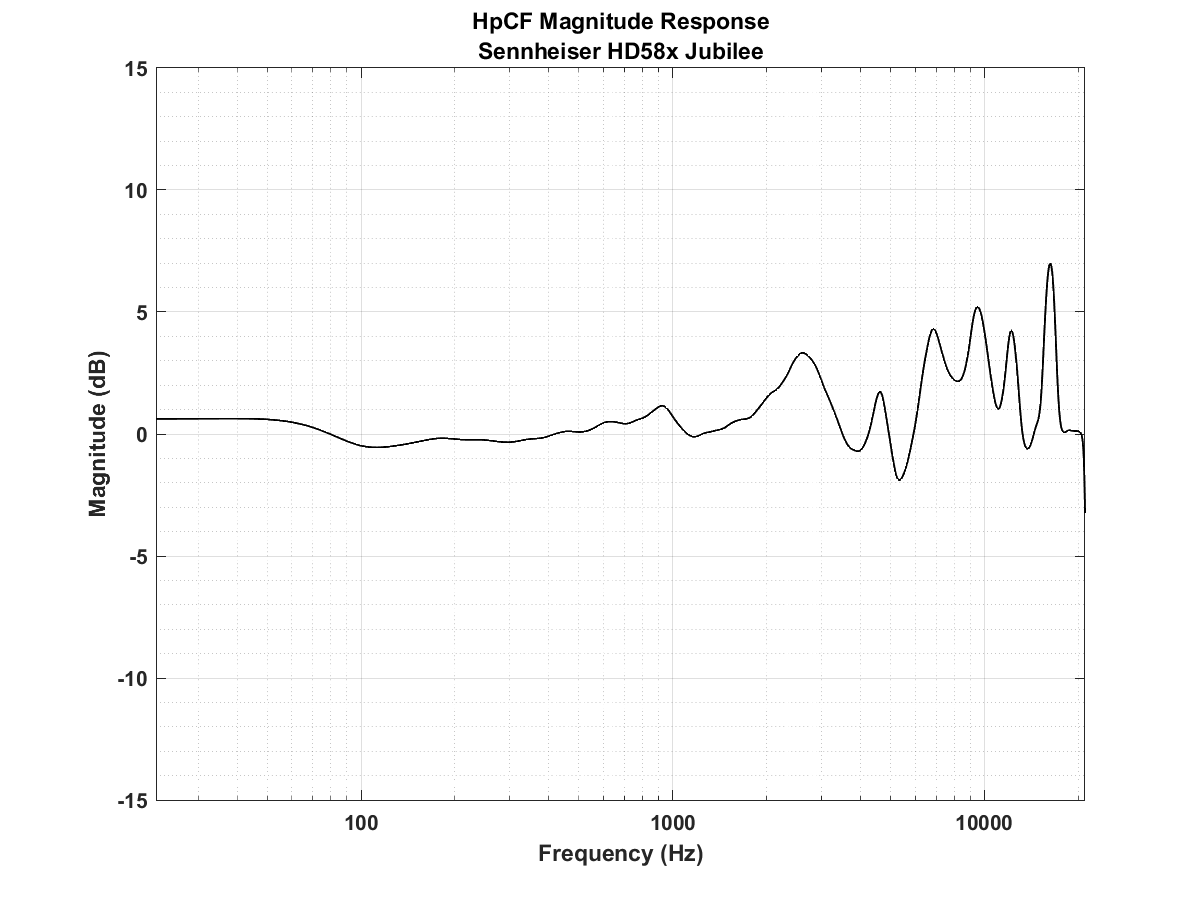 HpCF Magnitude Response
Sennheiser HD58x Jubilee
15
10
5
0
-5
-10
-15
Magnitude (dB)
100
1000
10000
Frequency (Hz)